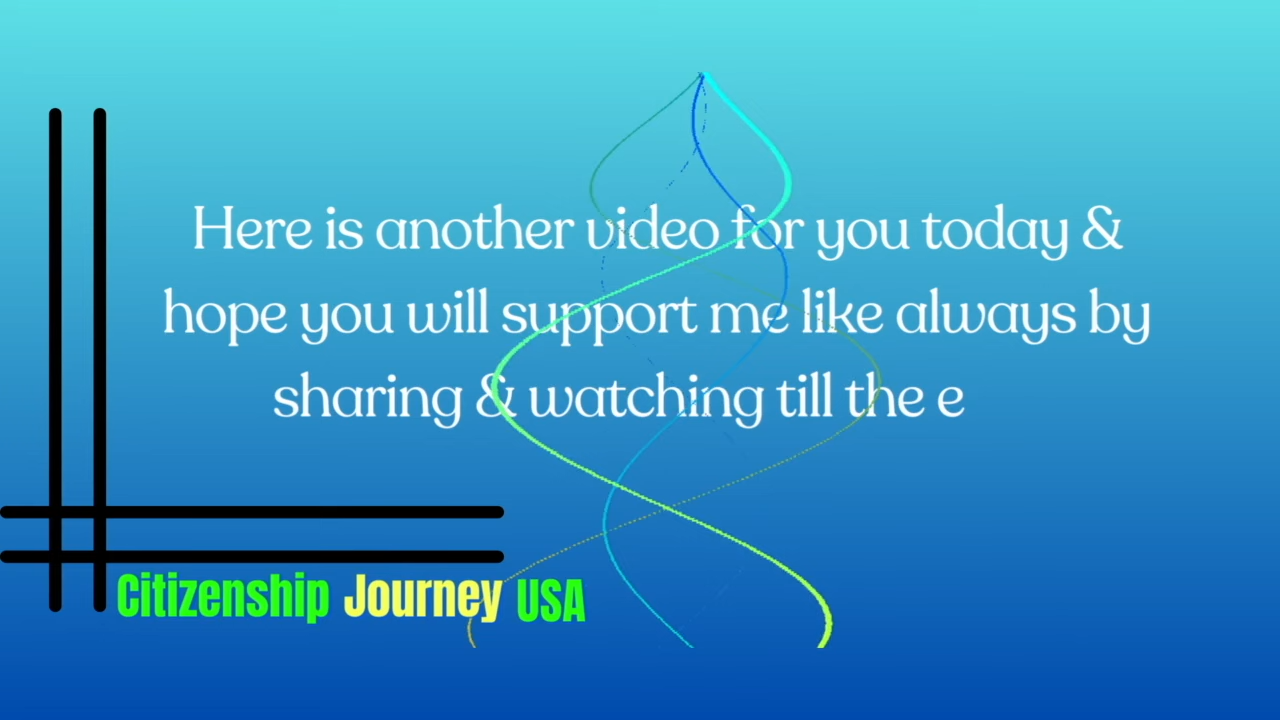 Here is another video for you today &
hope you will support me like always by
sharing & watching till the e
Citizenship Journey USA